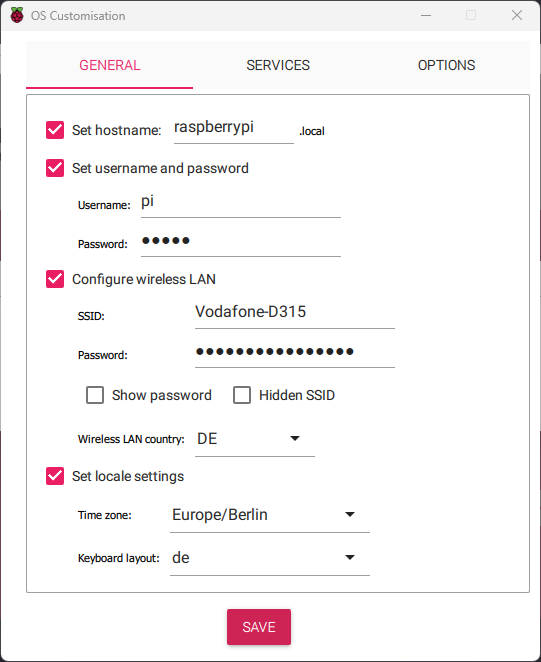 OS Customisation
GENERAL SERVICES OPTIONS
Set hostname: raspberrypi .local
Set username and password
Username: pi
Password: •••••
Configure wireless LAN
SSID: Vodafone-D315
Password: ••••••••••••••••
Show password Hidden SSID
Wireless LAN country: DE
Set locale settings
Time zone: Europe/Berlin
Keyboard layout: de
SAVE